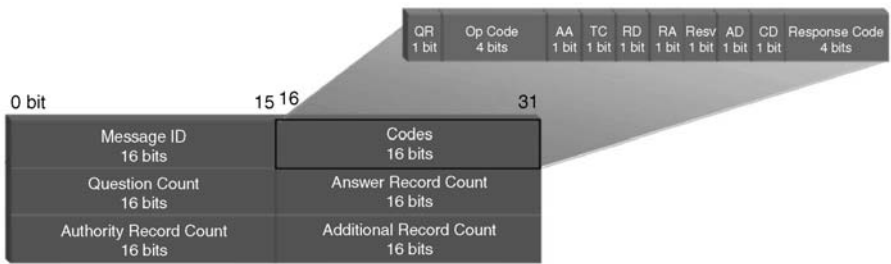 QR Op Code AA TC RD RA Resv AD CD Response Code
1 bit 4 bits 1 bit 1 bit 1 bit 1 bit 1 bit 1 bit 1 bit 4 bits
0 bit 15 16 31
Message ID Codes
16 bits 16 bits
Question Count Answer Record Count
16 bits 16 bits
Authority Record Count Additional Record Count
16 bits 16 bits